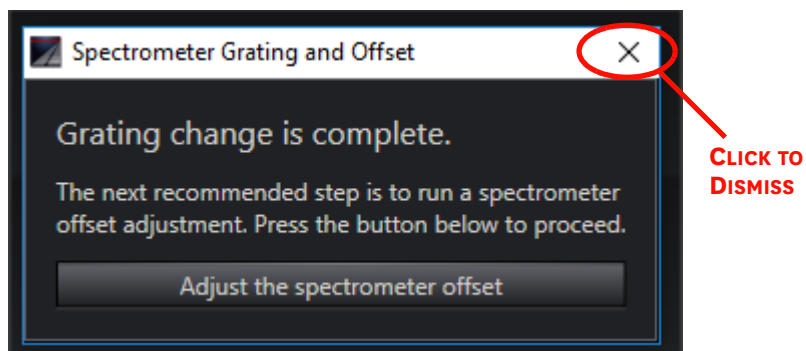 Spectrometer Grating and Offset
Grating change is complete.
The next recommended step is to run a spectrometer
offset adjustment. Press the button below to proceed.
Adjust the spectrometer offset
CLICK TO
DISMISS